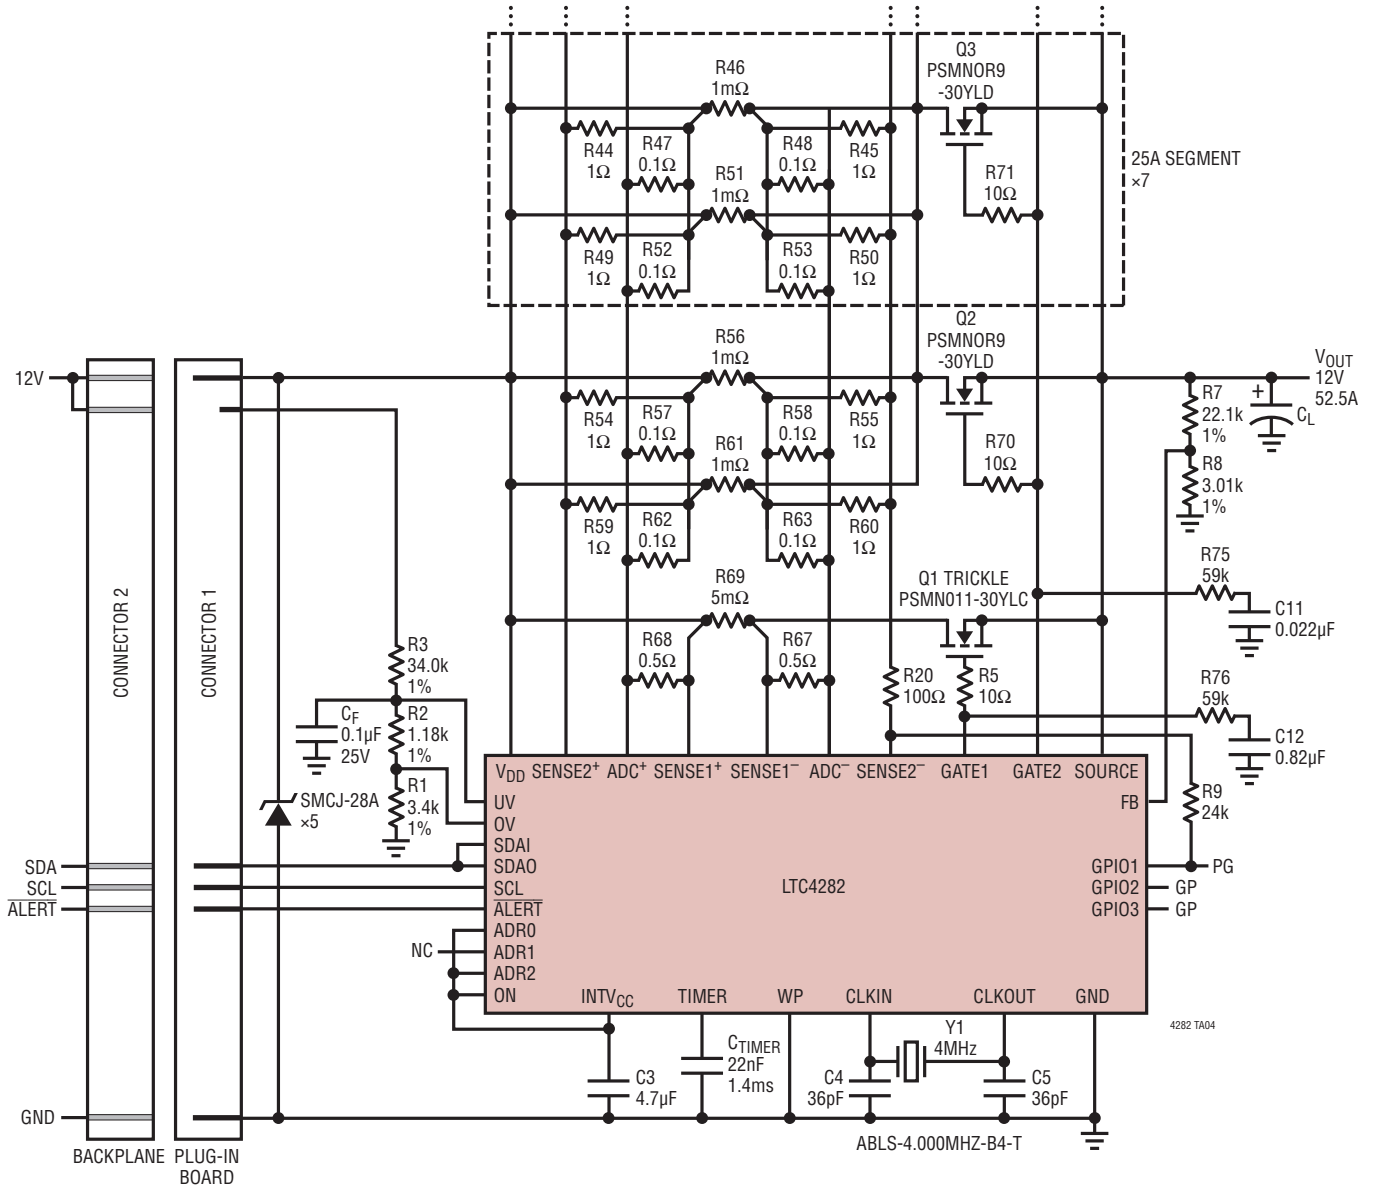 Q3
PSMNOR9
-30YLD
R46
1mΩ
R44
1Ω
R47
0.1Ω
R48
0.1Ω
R45
1Ω
R51
1mΩ
R71
10Ω
25A SEGMENT
×7
R49
1Ω
R52
0.1Ω
R53
0.1Ω
R50
1Ω
Q2
PSMNOR9
-30YLD
R56
1mΩ
12V
VOUT
12V
52.5A
R54
1Ω
R57
0.1Ω
R58
0.1Ω
R55
1Ω
R7
22.1k
1%
+
CL
R61
1mΩ
R70
10Ω
R8
3.01k
1%
R59
1Ω
R62
0.1Ω
R63
0.1Ω
R60
1Ω
R69
5mΩ
Q1 TRICKLE
PSMN011-30YLC
R75
59k
C11
0.022µF
CONNECTOR 2
CONNECTOR 1
R3
34.0k
1%
R68
0.5Ω
R67
0.5Ω
R20
100Ω
R5
10Ω
R76
59k
CF
0.1µF
25V
R2
1.18k
1%
C12
0.82µF
VDD SENSE2+ ADC+ SENSE1+ SENSE1− ADC− SENSE2− GATE1 GATE2 SOURCE
SMCJ-28A
×5
R1
3.4k
1%
UV
OV
SDAI
SDAO
SCL
ALERT
ADR0
ADR1
ADR2
ON
FB
R9
24k
SDA
SCL
ALERT
LTC4282
GPIO1
GPIO2
GPIO3
PG
GP
GP
NC
INTVCC TIMER WP CLKIN CLKOUT GND
4282 TA04
Y1
4MHz
CTIMER
22nF
1.4ms
C3
4.7µF
C4
36pF
C5
36pF
GND
ABLS-4.000MHZ-B4-T
BACKPLANE
PLUG-IN
BOARD